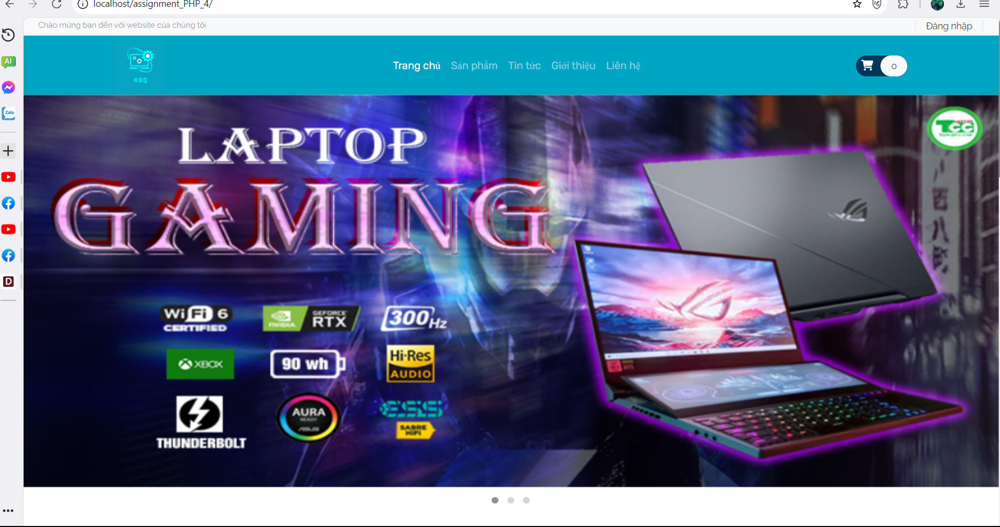 localhost/assignment_PHP_4/
Chào mừng bạn đến với website của chúng tôi
Đăng nhập
AI
Zalo
D
KNQ
Trang chủ
Sản phẩm
Tin tức
Giới thiệu
Liên hệ
0
LAPTOP
TCC
LAPTOP
GAMING
WiFi 6
CERTIFIED
NVIDIA
GEFORCE
RTX
300Hz
XBOX
90 wh
Hi-Res
AUDIO
THUNDERBOLT
AURA
READY
ASUS
ESS
SABRE
HiFi